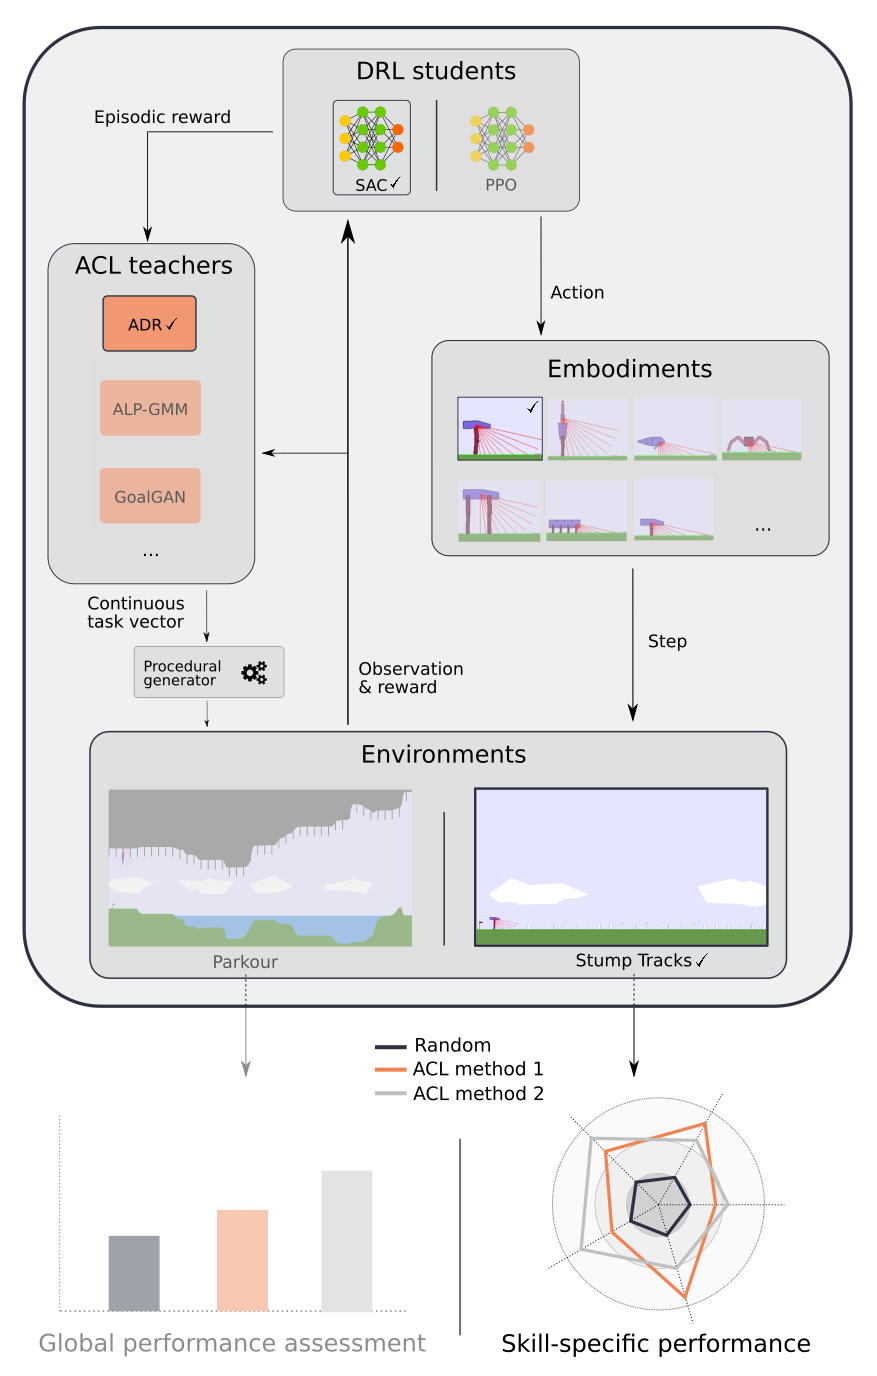 DRL students
SAC✓
PPO
Episodic reward
ACL teachers
ADR✓
ALP-GMM
GoalGAN
...
Action
Embodiments
✓
...
Continuous
task vector
Procedural
generator
Observation
& reward
Step
Environments
Parkour
Stump Tracks✓
Random
ACL method 1
ACL method 2
Global performance assessment
Skill-specific performance